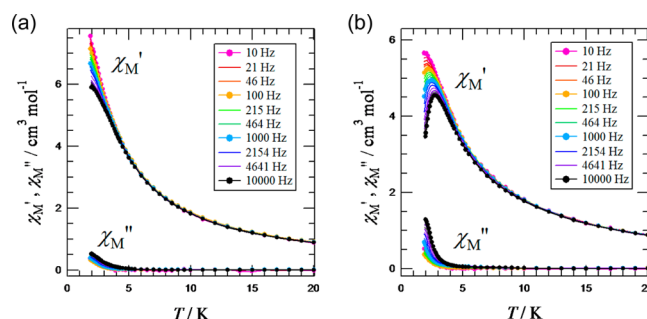 (a)
χM', χM'' / cm3 mol-1
6
4
2
0
χM'
χM''
10 Hz
21 Hz
46 Hz
100 Hz
215 Hz
464 Hz
1000 Hz
2154 Hz
4641 Hz
10000 Hz
0 5 10 15 20
T / K
(b)
χM', χM'' / cm3 mol-1
6
4
2
0
χM'
χM''
10 Hz
21 Hz
46 Hz
100 Hz
215 Hz
464 Hz
1000 Hz
2154 Hz
4641 Hz
10000 Hz
0 5 10 15 20
T / K